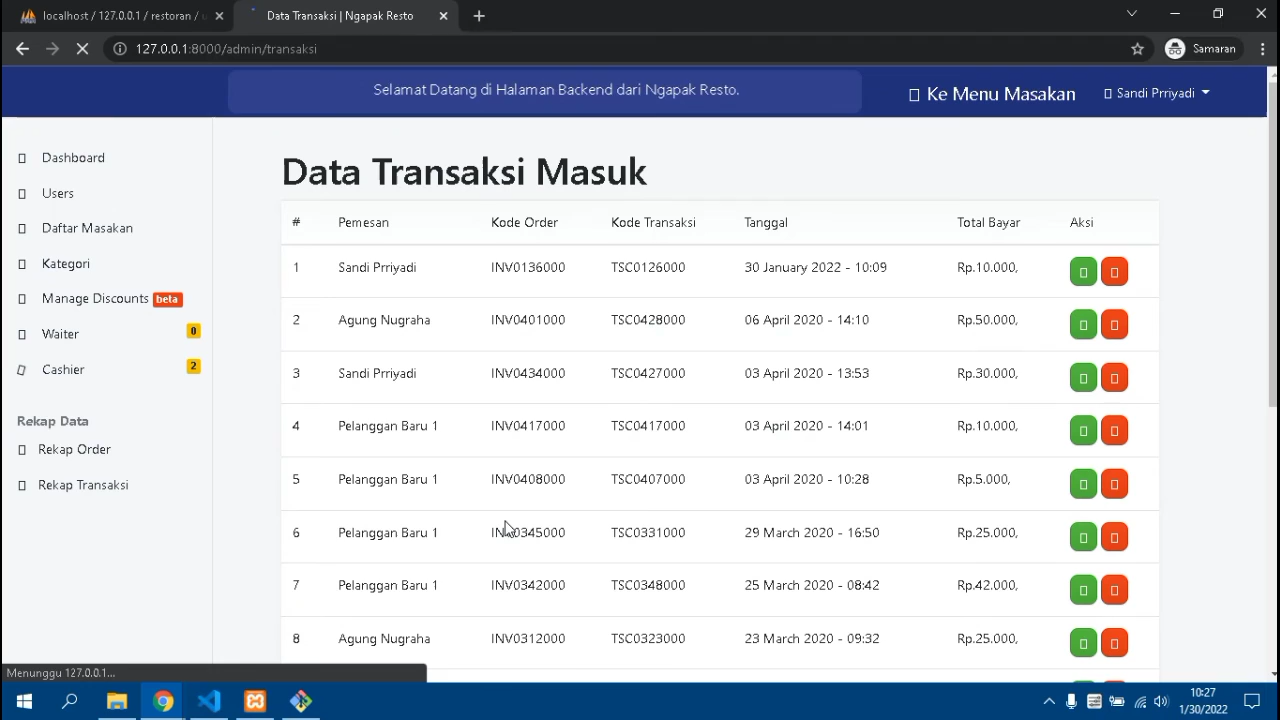 localhost / 127.0.0.1 / restoran / u
Data Transaksi | Ngapak Resto
127.0.0.1:8000/admin/transaksi
Samaran
Selamat Datang di Halaman Backend dari Ngapak Resto.
Ke Menu Masakan
Sandi Prriyadi
Dashboard
Users
Daftar Masakan
Kategori
Manage Discounts beta
Waiter 0
Cashier 2
Rekap Data
Rekap Order
Rekap Transaksi
Data Transaksi Masuk
# Pemesan Kode Order Kode Transaksi Tanggal Total Bayar Aksi
1 Sandi Prriyadi INV0136000 TSC0126000 30 January 2022 - 10:09 Rp.10.000,
2 Agung Nugraha INV0401000 TSC0428000 06 April 2020 - 14:10 Rp.50.000,
3 Sandi Prriyadi INV0434000 TSC0427000 03 April 2020 - 13:53 Rp.30.000,
4 Pelanggan Baru 1 INV0417000 TSC0417000 03 April 2020 - 14:01 Rp.10.000,
5 Pelanggan Baru 1 INV0408000 TSC0407000 03 April 2020 - 10:28 Rp.5.000,
6 Pelanggan Baru 1 INV0345000 TSC0331000 29 March 2020 - 16:50 Rp.25.000,
7 Pelanggan Baru 1 INV0342000 TSC0348000 25 March 2020 - 08:42 Rp.42.000,
8 Agung Nugraha INV0312000 TSC0323000 23 March 2020 - 09:32 Rp.25.000,
Menunggu 127.0.0.1...
10:27
1/30/2022